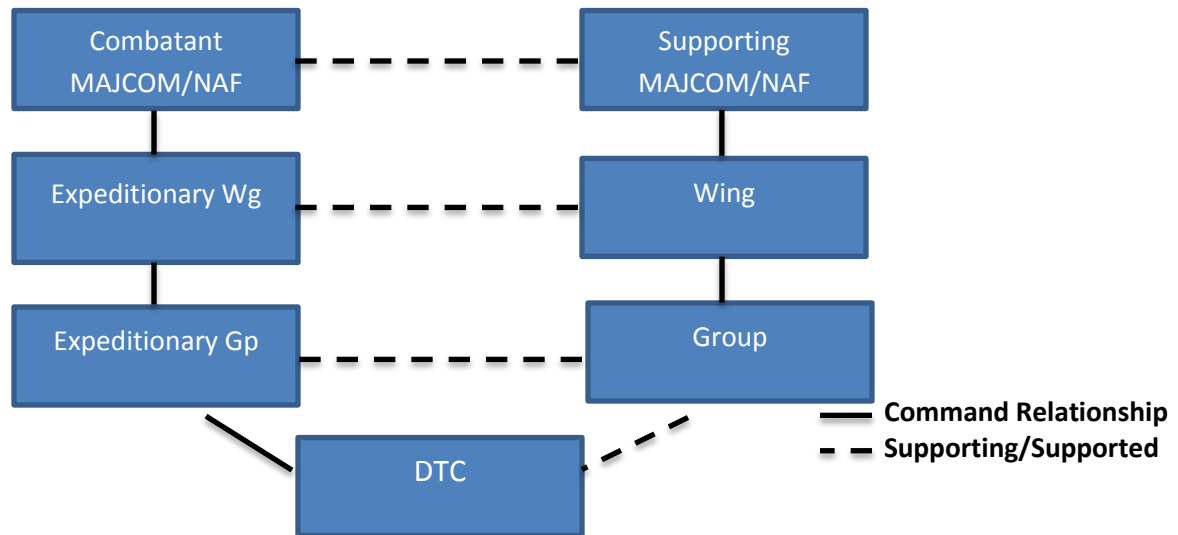 Combatant
MAJCOM/NAF
Supporting
MAJCOM/NAF
Expeditionary Wg
Wing
Expeditionary Gp
Group
Command Relationship
Supporting/Supported
DTC